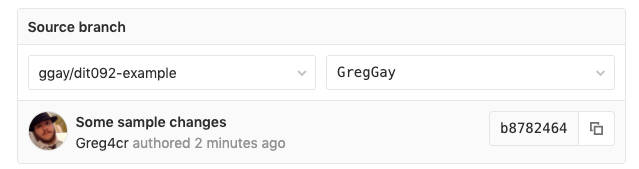 Source branch
ggay/dit092-example
GregGay
Some sample changes
b8782464
Greg4cr authored 2 minutes ago